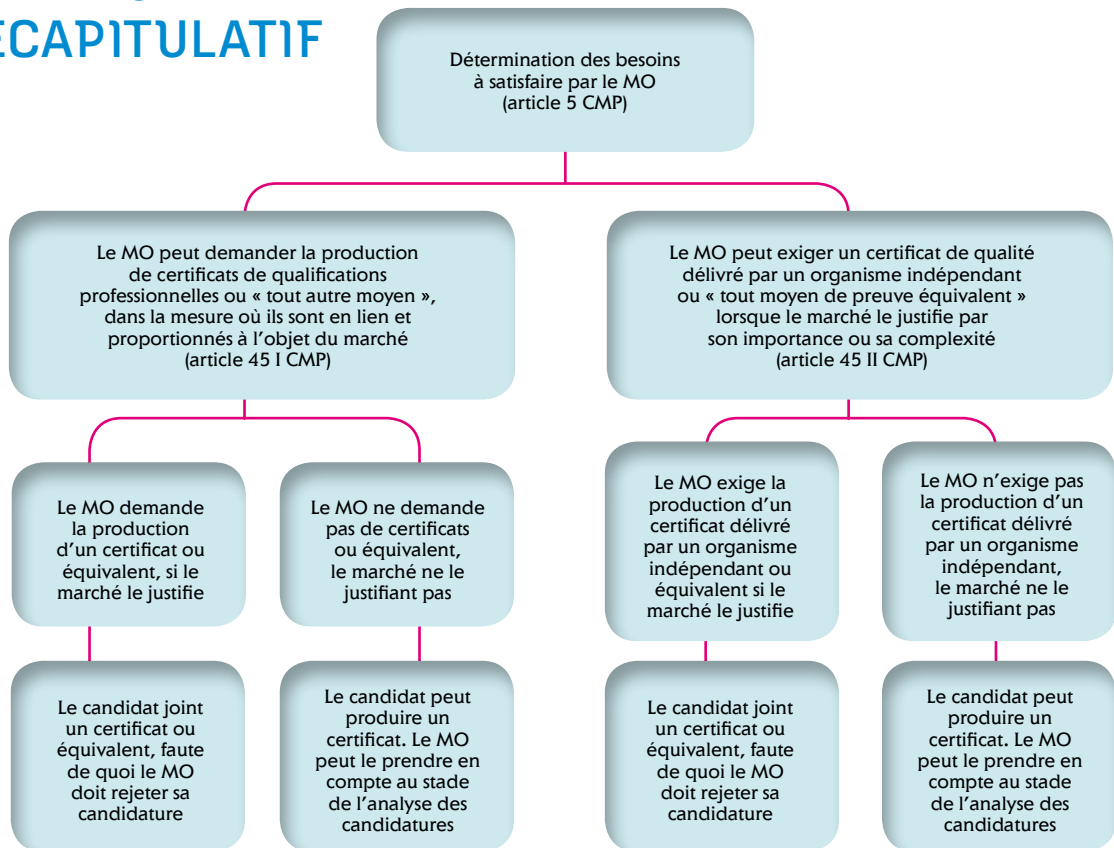 ECAPITULATIF
Détermination des besoins
à satisfaire par le MO
(article 5 CMP)
Le MO peut demander la production
de certificats de qualifications
professionnelles ou « tout autre moyen »,
dans la mesure où ils sont en lien et
proportionnés à l’objet du marché
(article 45 I CMP)
Le MO peut exiger un certificat de qualité
délivré par un organisme indépendant
ou « tout moyen de preuve équivalent »
lorsque le marché le justifie par
son importance ou sa complexité
(article 45 II CMP)
Le MO demande
la production
d’un certificat ou
équivalent, si le
marché le justifie
Le MO ne demande
pas de certificats
ou équivalent,
le marché ne le
justifiant pas
Le MO exige la
production d’un
certificat délivré
par un organisme
indépendant ou
équivalent si le
marché le justifie
Le MO n’exige pas
la production d’un
certificat délivré
par un organisme
indépendant,
le marché ne le
justifiant pas
Le candidat joint
un certificat ou
équivalent, faute
de quoi le MO
doit rejeter sa
candidature
Le candidat peut
produire un
certificat. Le MO
peut le prendre en
compte au stade
de l’analyse des
candidatures
Le candidat joint
un certificat ou
équivalent, faute
de quoi le MO
doit rejeter sa
candidature
Le candidat peut
produire un
certificat. Le MO
peut le prendre en
compte au stade
de l’analyse des
candidatures